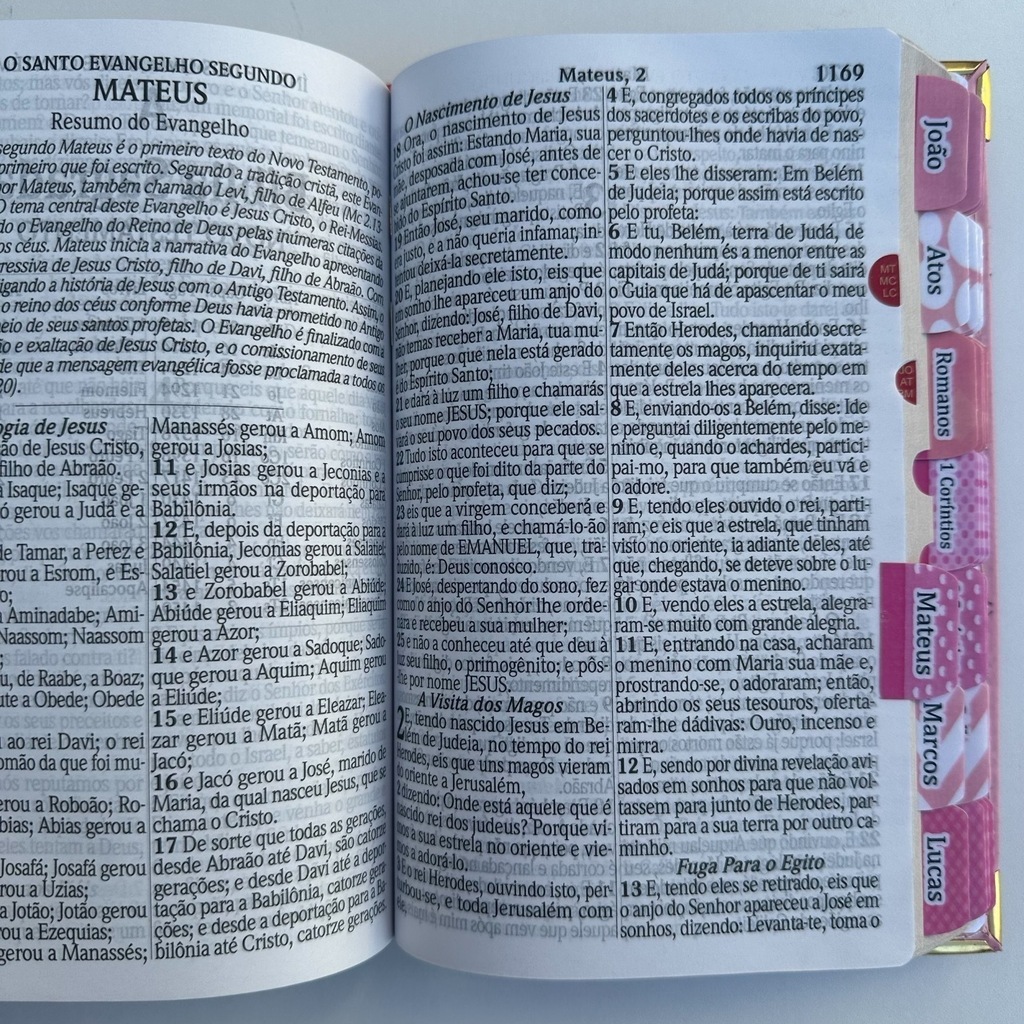 O SANTO EVANGELHO SEGUNDO
MATEUS
Resumo do Evangelho
segundo Mateus é o primeiro texto do Novo Testamento, po-
primeiro que foi escrito. Segundo a tradição cristã, este Evan-
por Mateus, também chamado Levi, filho de Alfeu (Mc 2.13-
O tema central deste Evangelho é Jesus Cristo, o Rei-Messias
do o Evangelho do Reino de Deus pelas inúmeras citações de
os céus. Mateus inicia a narrativa do Evangelho apresentando
ressiva de Jesus Cristo, filho de Davi, filho de Abraão. Com
igando a história de Jesus com o Antigo Testamento. Assim,
o reino dos céus conforme Deus havia prometido no Antigo
eio de seus santos profetas. O Evangelho é finalizado com a
o e exaltação de Jesus Cristo, e o comissionamento de seus
de que a mensagem evangélica fosse proclamada a todos os
20).
ogia de Jesus
ão de Jesus Cristo,
filho de Abraão.
Isaque; Isaque ge-
ó gerou a Judá e a
de Tamar, a Perez e
rou a Esrom, e Es-
o;
Aminadabe; Ami-
Naassom; Naassom
;
u, de Raabe, a Boaz;
ute a Obede; Obede
ao rei Davi; o rei
omão da que foi mu-
erou a Roboão; Ro-
bias; Abias gerou a
Josafá; Josafá gerou
rou a Uzias;
a Jotão; Jotão gerou
rou a Ezequias;
gerou a Manassés;
Manassés gerou a Amom; Amom
gerou a Josias;
11 e Josias gerou a Jeconias e a
seus irmãos na deportação para
Babilônia.
12 E, depois da deportação para a
Babilônia, Jeconias gerou a Salatiel;
Salatiel gerou a Zorobabel;
13 e Zorobabel gerou a Abiúde;
Abiúde gerou a Eliaquim; Eliaquim
gerou a Azor;
14 e Azor gerou a Sadoque; Sado-
que gerou a Aquim; Aquim gerou
a Eliúde;
15 e Eliúde gerou a Eleazar; Elea-
zar gerou a Matã; Matã gerou a
Jacó;
16 e Jacó gerou a José, marido de
Maria, da qual nasceu Jesus, que se
chama o Cristo.
17 De sorte que todas as gerações,
desde Abraão até Davi, são catorze
gerações; e desde Davi até a depor-
tação para a Babilônia, catorze gera-
ções; e desde a deportação para a Ba-
bilônia até Cristo, catorze gerações.
Mateus, 2
1169
O Nascimento de Jesus
18 Ora, o nascimento de Jesus
Cristo foi assim: Estando Maria, sua
mãe, desposada com José, antes de
se ajuntarem, achou-se ter conce-
bido do Espírito Santo.
19 Então José, seu marido, como
era justo, e a não queria infamar, in-
tentou deixá-la secretamente.
20 E, planejando ele isto, eis que
em sonho lhe apareceu um anjo do
Senhor, dizendo: José, filho de Davi,
não temas receber a Maria, tua mu-
lher, porque o que nela está gerado
é do Espírito Santo;
21 e dará à luz um filho e chamarás
o seu nome JESUS; porque ele sal-
vará o seu povo dos seus pecados.
22 Tudo isto aconteceu para que se
cumprisse o que foi dito da parte do
Senhor, pelo profeta, que diz:
23 eis que a virgem conceberá e
dará à luz um filho, e chamá-lo-ão
pelo nome de EMANUEL, que, tra-
duzido, é: Deus conosco.
24 E José, despertando do sono, fez
como o anjo do Senhor lhe orde-
nara e recebeu a sua mulher;
25 e não a conheceu até que deu à
luz seu filho, o primogênito; e pôs-
lhe por nome JESUS.
A Visita dos Magos
2 E, tendo nascido Jesus em Be-
lém de Judeia, no tempo do rei
Herodes, eis que uns magos vieram
do oriente a Jerusalém,
2 dizendo: Onde está aquele que é
nascido rei dos judeus? Porque vi-
mos a sua estrela no oriente e vie-
mos a adorá-lo.
3 E o rei Herodes, ouvindo isto, per-
turbou-se, e toda Jerusalém com
ele.
4 E, congregados todos os príncipes
dos sacerdotes e os escribas do povo,
perguntou-lhes onde havia de nas-
cer o Cristo.
5 E eles lhe disseram: Em Belém
de Judeia; porque assim está escrito
pelo profeta:
6 E tu, Belém, terra de Judá, de
modo nenhum és a menor entre as
capitais de Judá; porque de ti sairá
o Guia que há de apascentar o meu
povo de Israel.
7 Então Herodes, chamando secre-
tamente os magos, inquiriu exata-
mente deles acerca do tempo em
que a estrela lhes aparecera.
8 E, enviando-os a Belém, disse: Ide
e perguntai diligentemente pelo me-
nino e, quando o achardes, partici-
pai-mo, para que também eu vá e
o adore.
9 E, tendo eles ouvido o rei, parti-
ram; e eis que a estrela, que tinham
visto no oriente, ia adiante deles, até
que, chegando, se deteve sobre o lu-
gar onde estava o menino.
10 E, vendo eles a estrela, alegra-
ram-se muito com grande alegria.
11 E, entrando na casa, acharam
o menino com Maria sua mãe e,
prostrando-se, o adoraram; então,
abrindo os seus tesouros, oferta-
ram-lhe dádivas: Ouro, incenso e
mirra.
12 E, sendo por divina revelação avi-
sados em sonhos para que não vol-
tassem para junto de Herodes, par-
tiram para a sua terra por outro ca-
minho.
Fuga Para o Egito
13 E, tendo eles se retirado, eis que
o anjo do Senhor apareceu a José em
sonhos, dizendo: Levanta-te, toma o
MT
MC
LC
JO
AT
RM
João
Atos
Romanos
1 Coríntios
Mateus
Marcos
Lucas